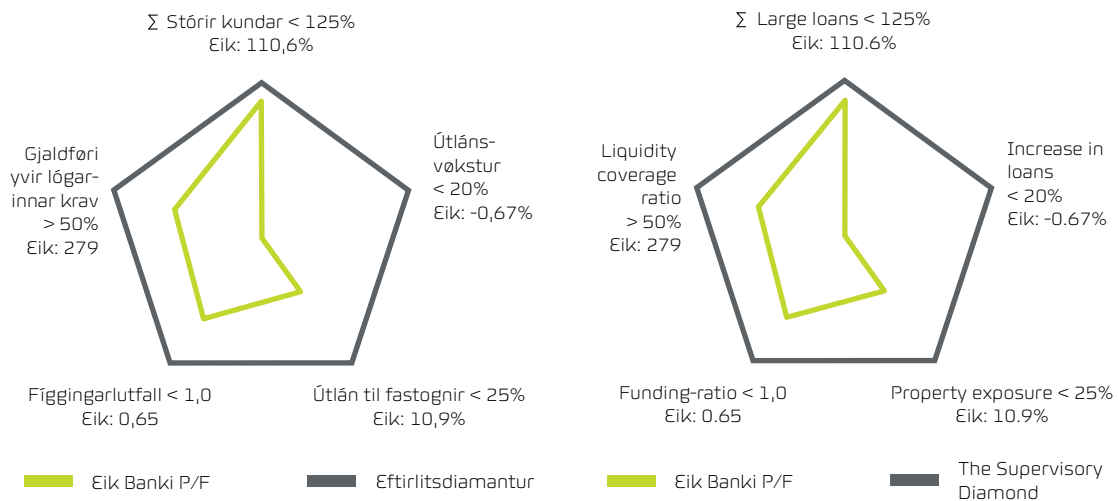 ∑ Stórir kundar < 125%
Eik: 110,6%
Útláns-
vøkstur
< 20%
Eik: -0,67%
Gjaldføri
yvir lógar-
innar krav
> 50%
Eik: 279
Fíggingarlutfall < 1,0
Eik: 0,65
Útlán til fastognir < 25%
Eik: 10,9%
Eik Banki P/F
Eftirlitsdiamantur
∑ Large loans < 125%
Eik: 110.6%
Increase in
loans
< 20%
Eik: -0.67%
Liquidity
coverage
ratio
> 50%
Eik: 279
Funding-ratio < 1,0
Eik: 0.65
Property exposure < 25%
Eik: 10.9%
Eik Banki P/F
The Supervisory
Diamond